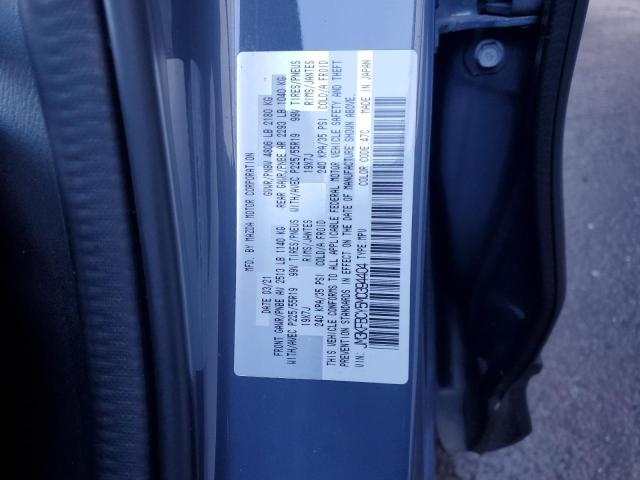 MFD. BY MAZDA MOTOR CORPORATION
DATE 03/21 GVWR/PNBV 4806 LB 2180 KG
FRONT GAWR/PNBE AV 2513 LB 1140 KG REAR GAWR/PNBE AR 2293 LB 1040 KG
WITH/AVEC P225/55R19 99V TIRES/PNEUS WITH/AVEC P225/55R19 99V TIRES/PNEUS
19X7J RIMS/JANTES 19X7J RIMS/JANTES
240 KPA/35 PSI COLD/A FROID 240 KPA/35 PSI COLD/A FROID
THIS VEHICLE CONFORMS TO ALL APPLICABLE FEDERAL MOTOR VEHICLE SAFETY AND THEFT
PREVENTION STANDARDS IN EFFECT ON THE DATE OF MANUFACTURE SHOWN ABOVE.
VIN: JM3KFBCY5M0394404 TYPE:MPV COLOR CODE 47C MADE IN JAPAN